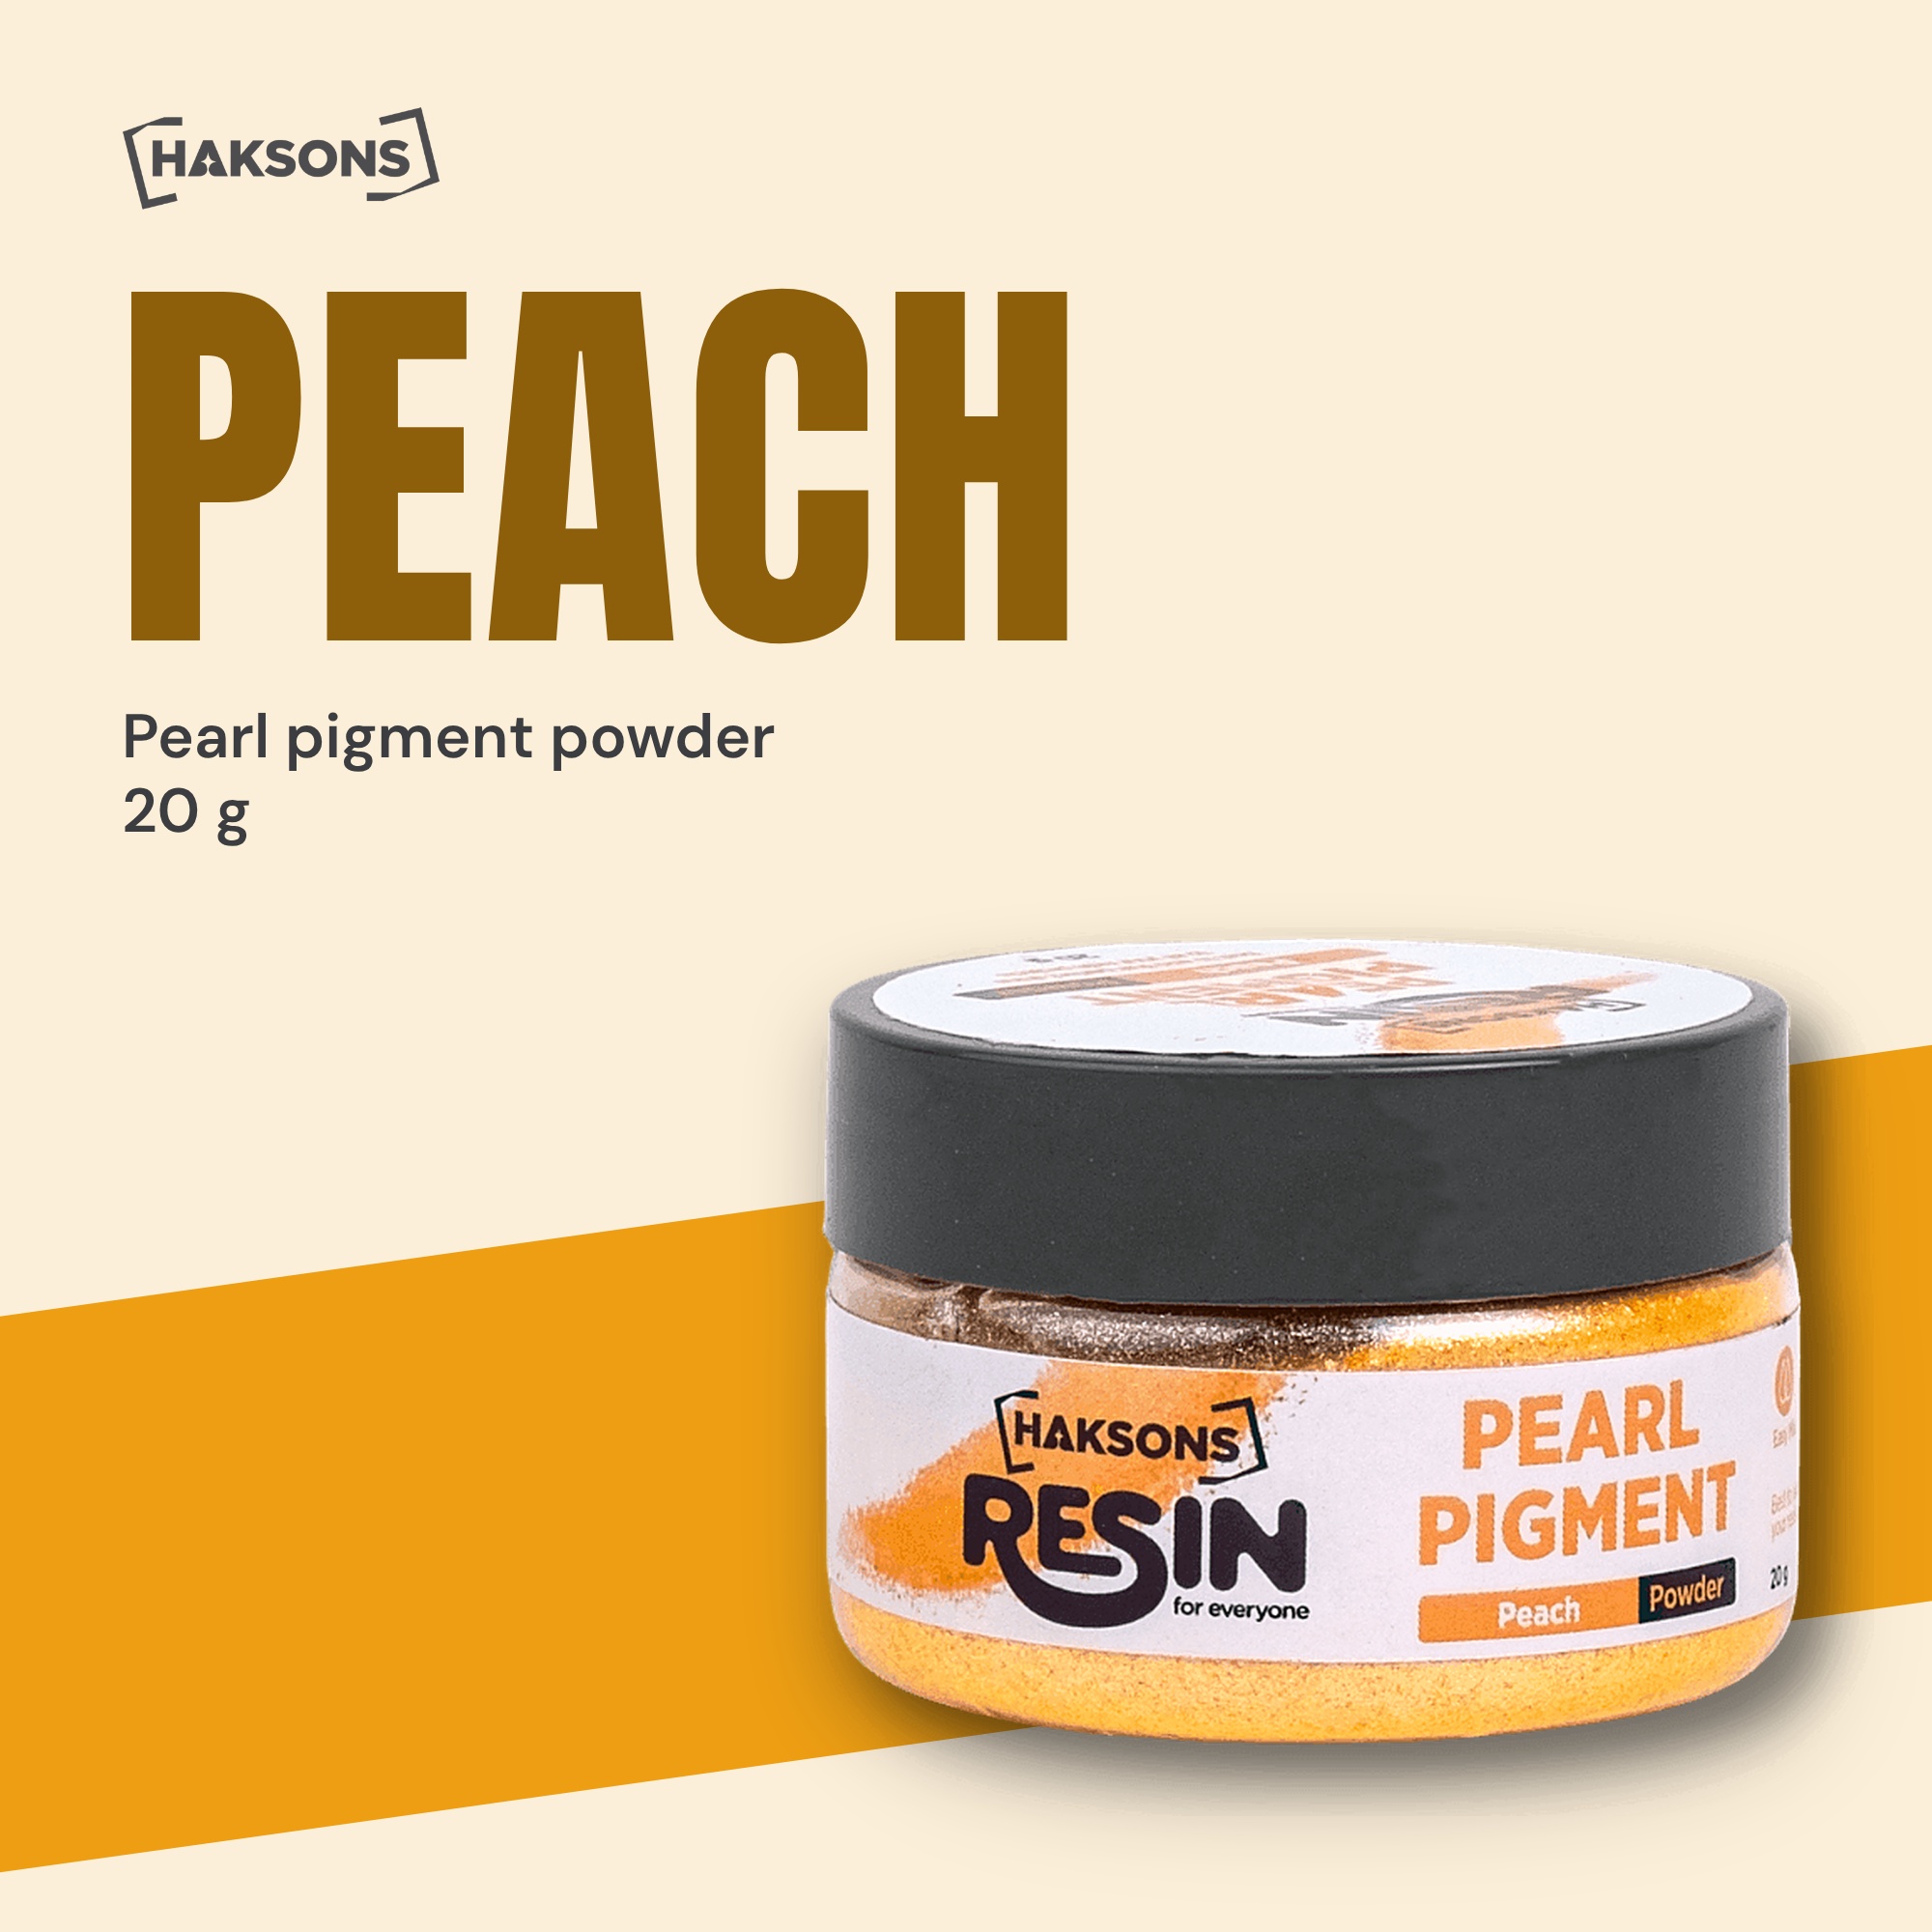 HAKSONS
PEACH
Pearl pigment powder
20 g
HAKSONS
RESIN
for everyone
PEARL
PIGMENT
Peach Powder
20 g